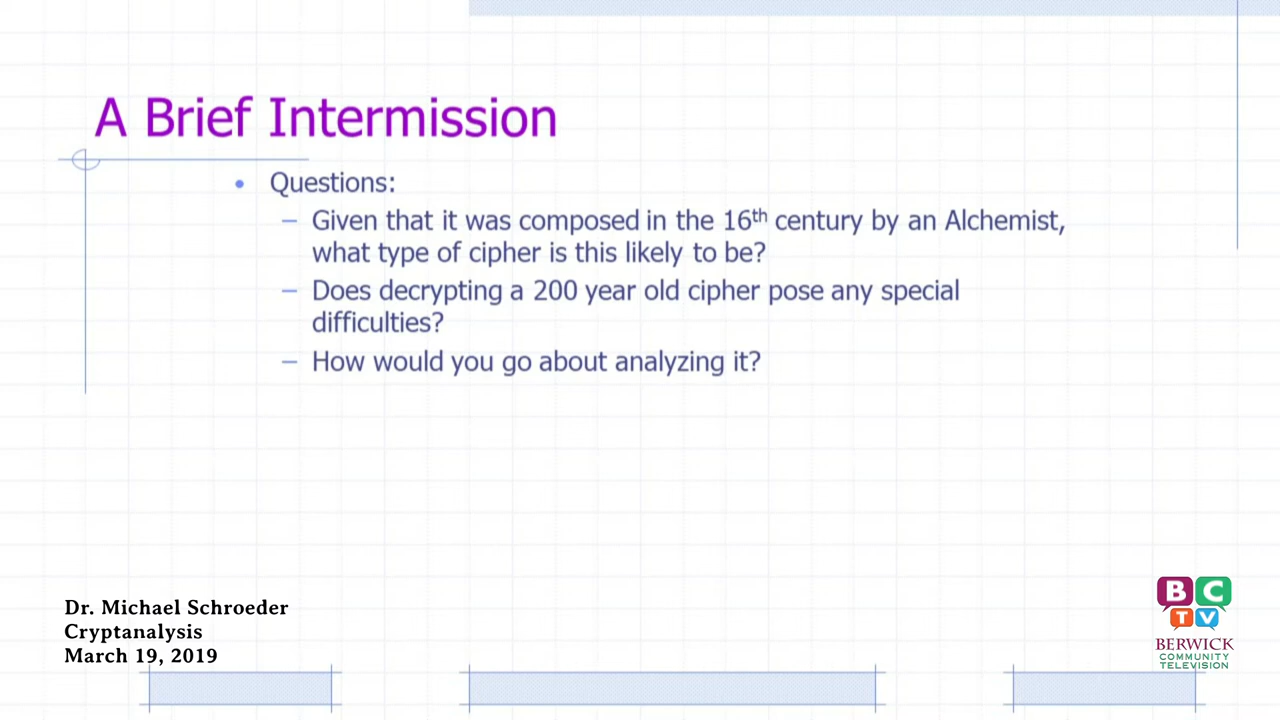 A Brief Intermission
• Questions:
– Given that it was composed in the 16th century by an Alchemist,
what type of cipher is this likely to be?
– Does decrypting a 200 year old cipher pose any special
difficulties?
– How would you go about analyzing it?
Dr. Michael Schroeder
Cryptanalysis
March 19, 2019
B C
T V
BERWICK
COMMUNITY
TELEVISION